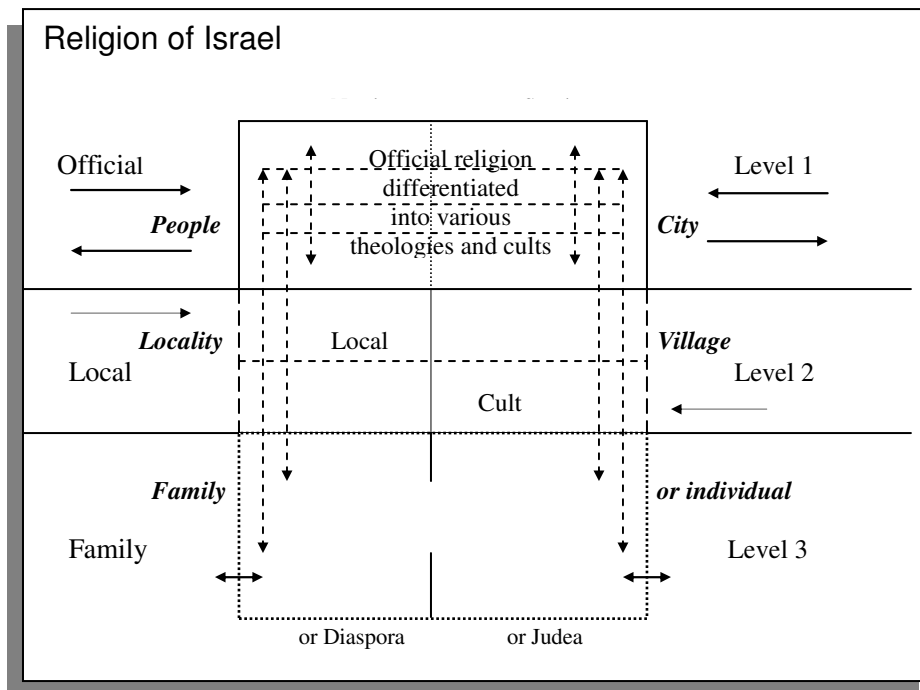 Religion of Israel
Official
Official religion
differentiated
into various
theologies and cults
Level 1
People
City
Locality
Local
Village
Local
Cult
Level 2
Family
or individual
Family
Level 3
or Diaspora
or Judea